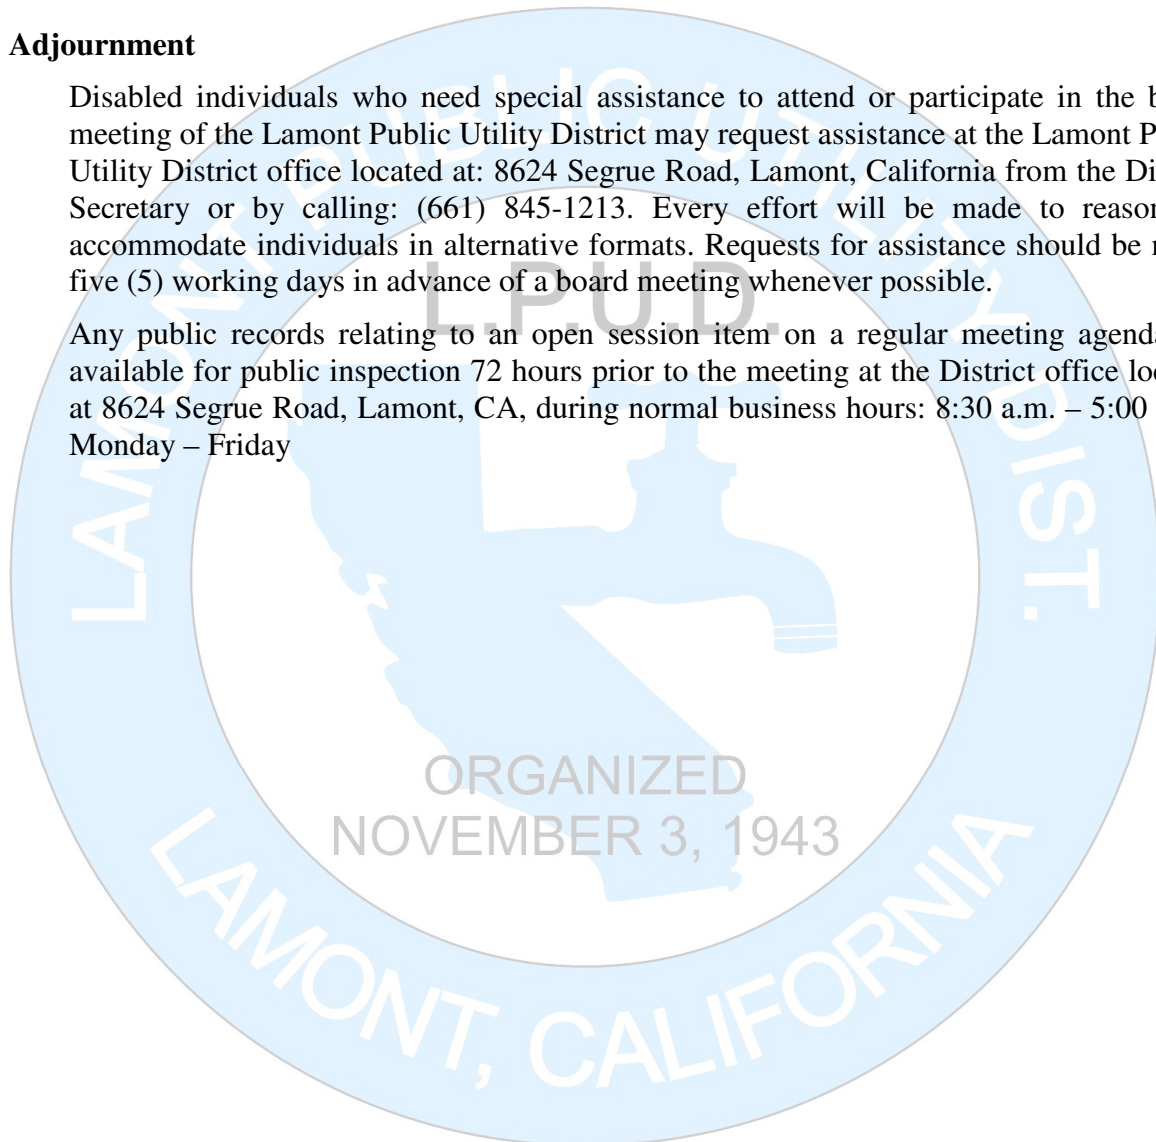 Adjournment
Disabled individuals who need special assistance to attend or participate in the b
meeting of the Lamont Public Utility District may request assistance at the Lamont P
Utility District office located at: 8624 Segrue Road, Lamont, California from the Di
Secretary or by calling: (661) 845-1213. Every effort will be made to reason
accommodate individuals in alternative formats. Requests for assistance should be
five (5) working days in advance of a board meeting whenever possible.
Any public records relating to an open session item on a regular meeting agenda
available for public inspection 72 hours prior to the meeting at the District office loc
at 8624 Segrue Road, Lamont, CA, during normal business hours: 8:30 a.m. – 5:00
Monday – Friday
LAMONT PUBLIC UTILITY DIST.
L.P.U.D.
ORGANIZED
NOVEMBER 3, 1943
LAMONT, CALIFORNIA